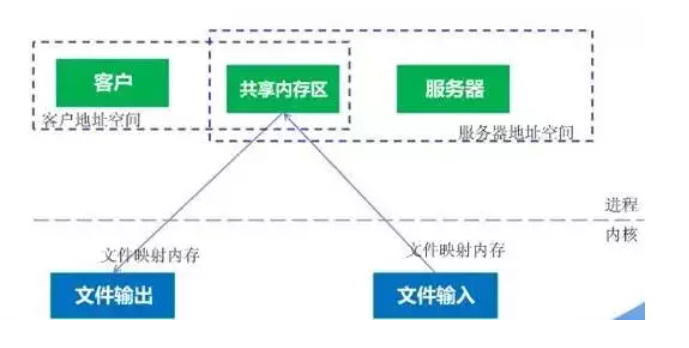 客户
共享内存区
服务器
客户地址空间
服务器地址空间
进程
内核
文件映射内存
文件映射内存
文件输出
文件输入